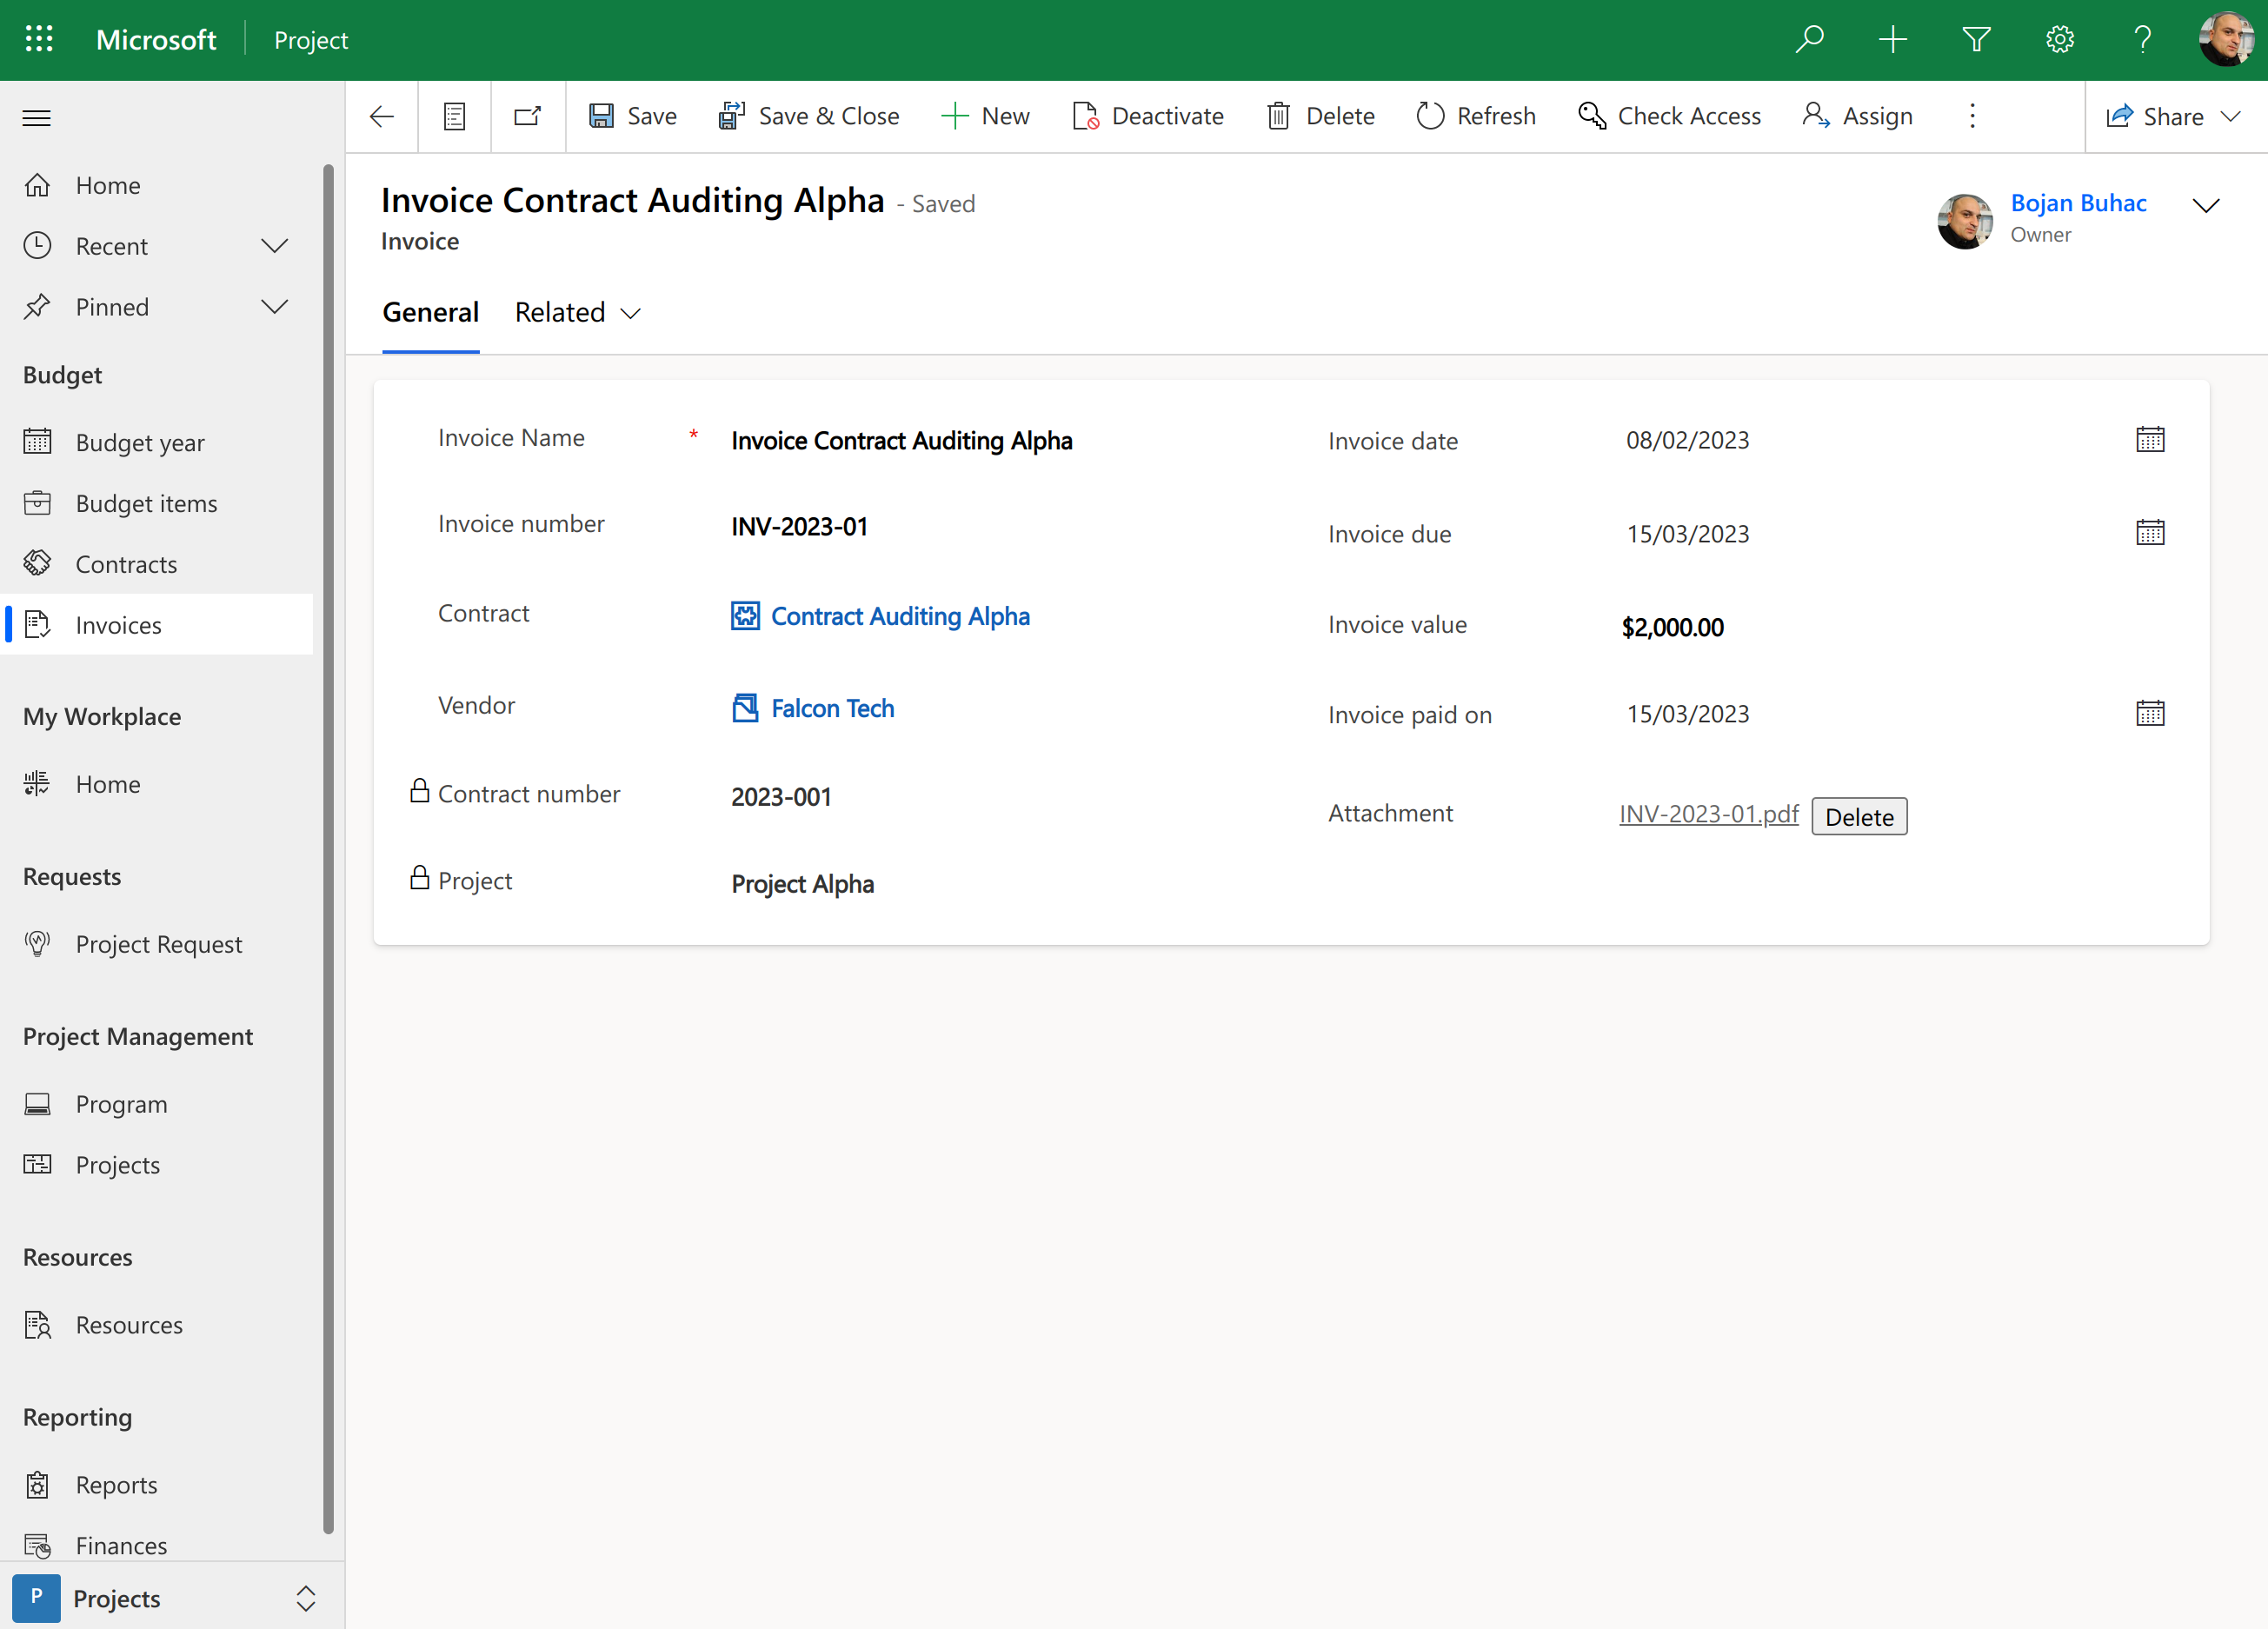 Microsoft Project
Save Save & Close New Deactivate Delete Refresh Check Access Assign Share
Home
Recent
Pinned
Budget
Budget year
Budget items
Contracts
Invoices
My Workplace
Home
Requests
Project Request
Project Management
Program
Projects
Resources
Resources
Reporting
Reports
Finances
P Projects
Invoice Contract Auditing Alpha - Saved
Invoice
Bojan Buhac
Owner
General Related
Invoice Name * Invoice Contract Auditing Alpha
Invoice number INV-2023-01
Contract Contract Auditing Alpha
Vendor Falcon Tech
Contract number 2023-001
Project Project Alpha
Invoice date 08/02/2023
Invoice due 15/03/2023
Invoice value $2,000.00
Invoice paid on 15/03/2023
Attachment INV-2023-01.pdf Delete